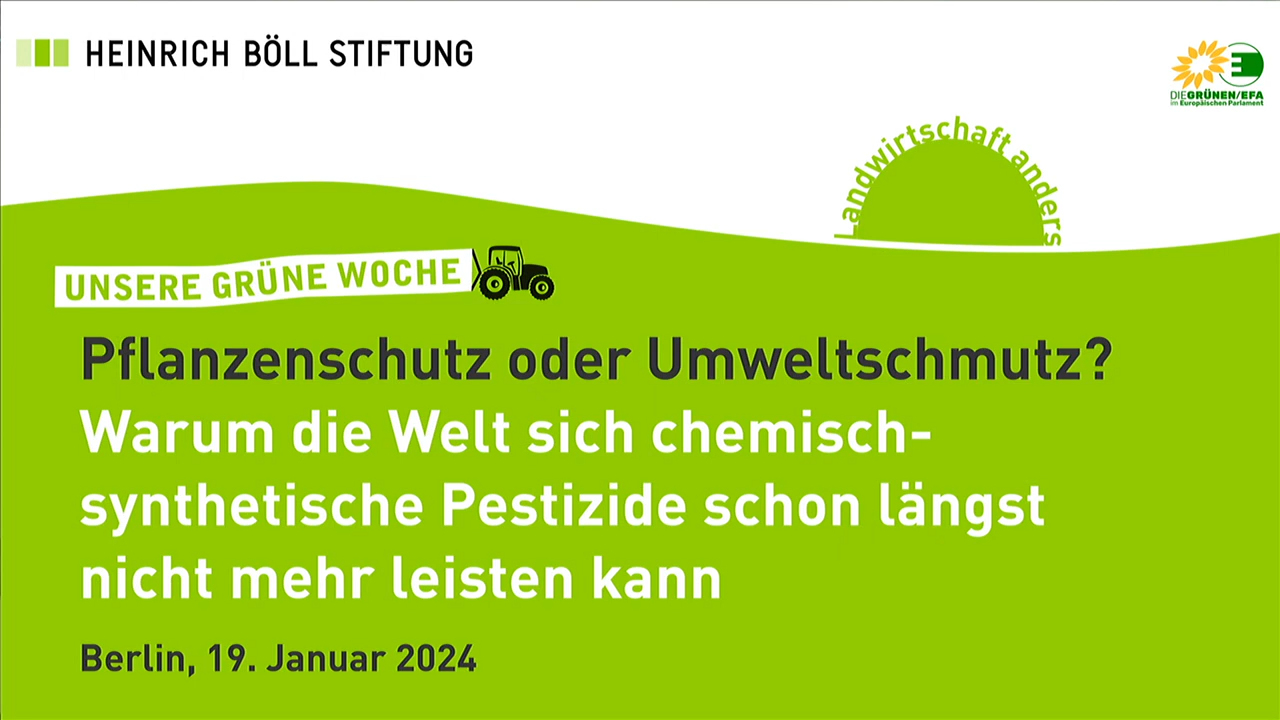 HEINRICH BÖLL STIFTUNG
DIE GRÜNEN/EFA
im Europäischen Parlament
Landwirtschaft anders
UNSERE GRÜNE WOCHE
Pflanzenschutz oder Umweltschmutz?
Warum die Welt sich chemisch-
synthetische Pestizide schon längst
nicht mehr leisten kann
Berlin, 19. Januar 2024